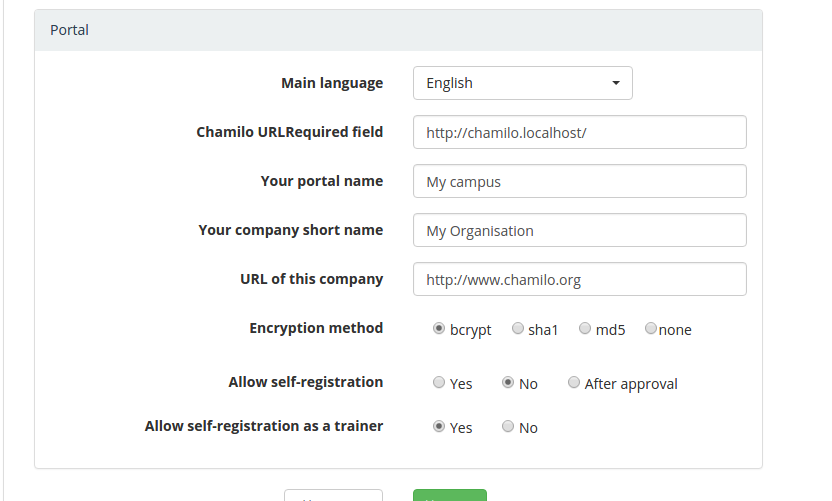 Portal
Main language English
Chamilo URLRequired field http://chamilo.localhost/
Your portal name My campus
Your company short name My Organisation
URL of this company http://www.chamilo.org
Encryption method bcrypt sha1 md5 none
Allow self-registration Yes No After approval
Allow self-registration as a trainer Yes No